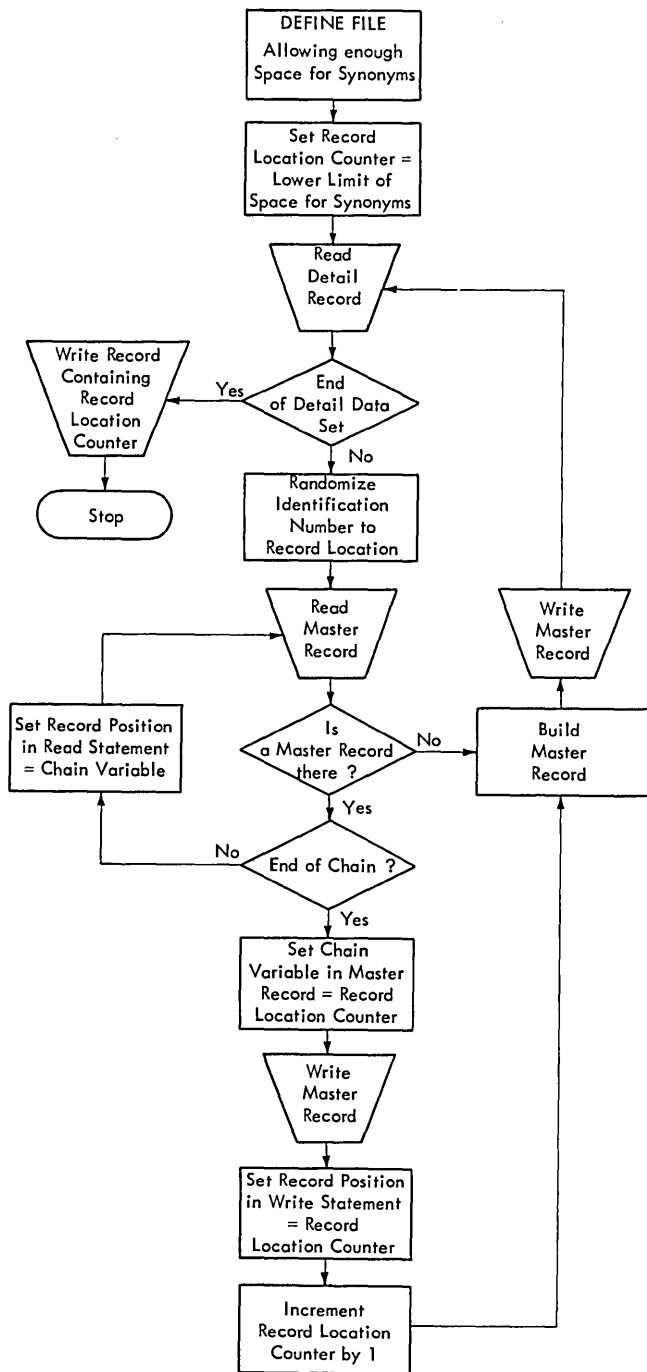 DEFINE FILE
Allowing enough
Space for Synonyms
Set Record
Location Counter =
Lower Limit of
Space for Synonyms
Read
Detail
Record
End
of Detail Data
Set
Yes
Write Record
Containing
Record
Location
Counter
Stop
No
Randomize
Identification
Number to
Record Location
Read
Master
Record
Is
a Master Record
there ?
No
Build
Master
Record
Write
Master
Record
Yes
End of Chain ?
No
Set Record Position
in Read Statement
= Chain Variable
Yes
Set Chain
Variable in Master
Record = Record
Location Counter
Write
Master
Record
Set Record Position
in Write Statement
= Record
Location Counter
Increment
Record Location
Counter by 1